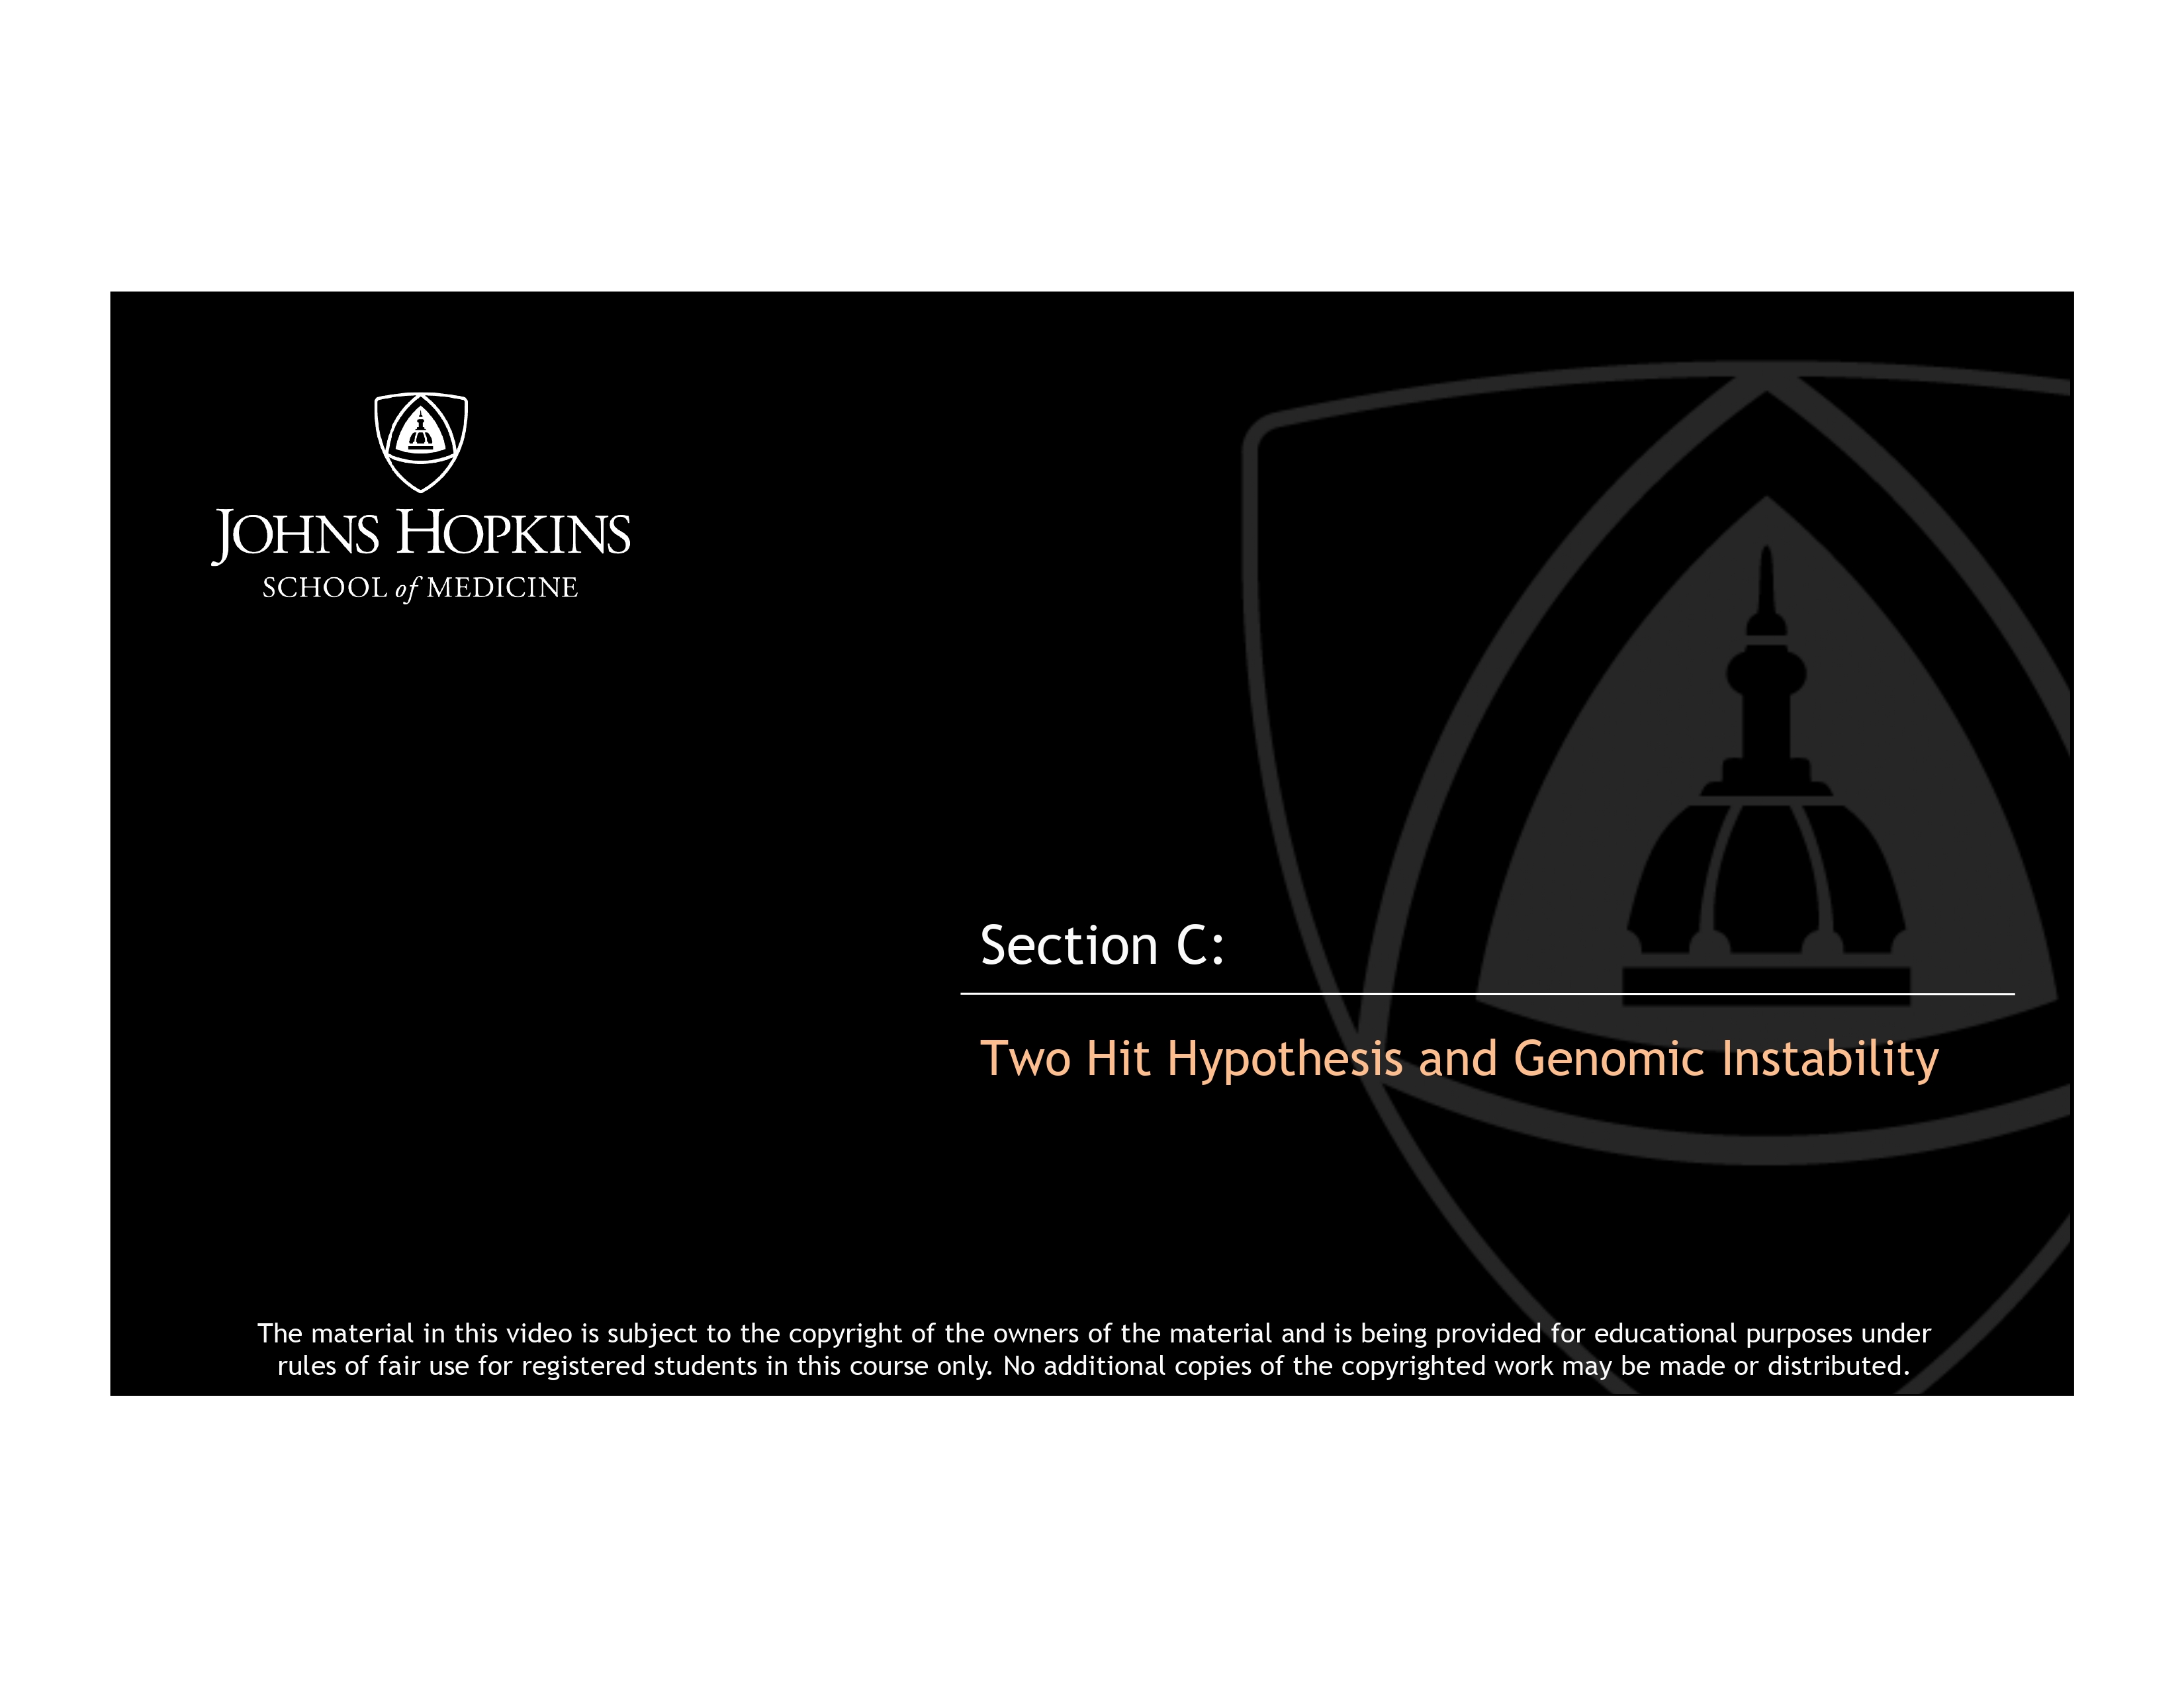 JOHNS HOPKINS
SCHOOL of MEDICINE
Section C:
Two Hit Hypothesis and Genomic Instability
The material in this video is subject to the copyright of the owners of the material and is being provided for educational purposes under
rules of fair use for registered students in this course only. No additional copies of the copyrighted work may be made or distributed.